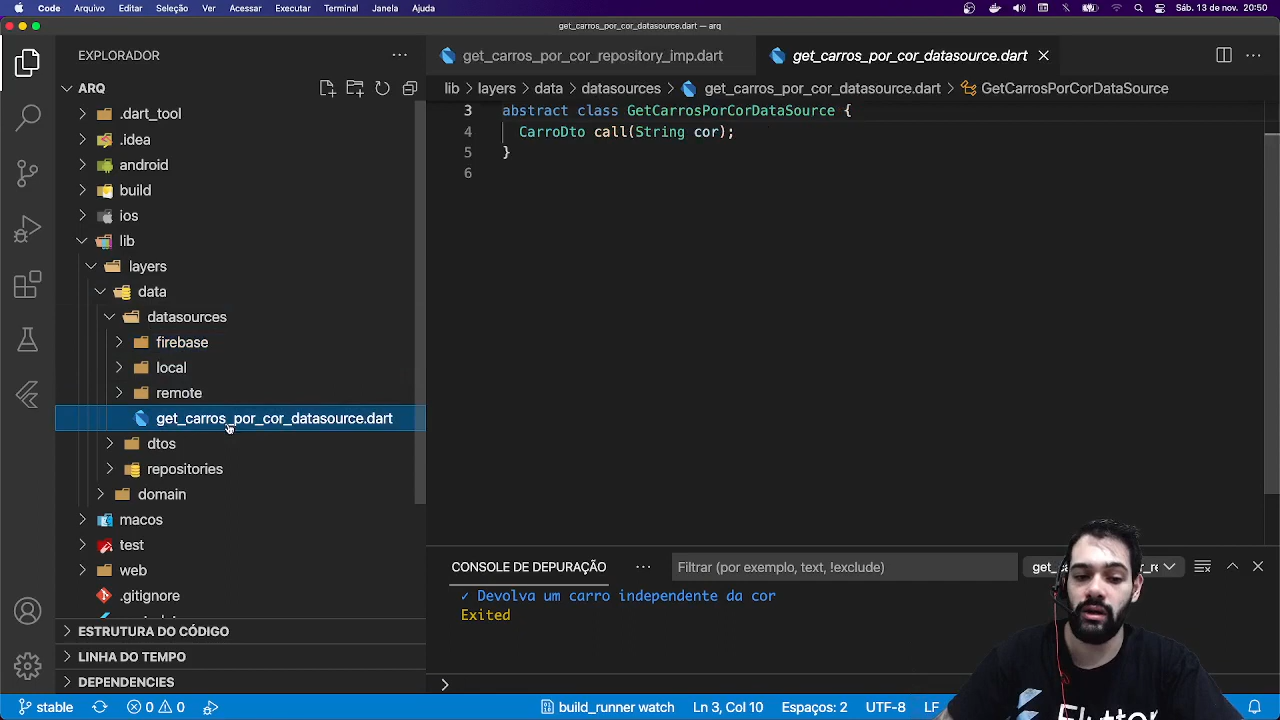 Code Arquivo Editar Seleção Ver Acessar Executar Terminal Janela Ajuda Sáb. 13 de nov. 20:50
get_carros_por_cor_datasource.dart — arq
EXPLORADOR
get_carros_por_cor_repository_imp.dart get_carros_por_cor_datasource.dart
ARQ
lib layers data datasources get_carros_por_cor_datasource.dart GetCarrosPorCorDataSource
.dart_tool
.idea
android
build
ios
lib
layers
data
datasources
firebase
local
remote
get_carros_por_cor_datasource.dart
dtos
repositories
domain
macos
test
web
.gitignore
ESTRUTURA DO CÓDIGO
LINHA DO TEMPO
DEPENDENCIES
3 abstract class GetCarrosPorCorDataSource {
4 CarroDto call(String cor);
5 }
6
CONSOLE DE DEPURAÇÃO Filtrar (por exemplo, text, !exclude)
✓ Devolva um carro independente da cor
Exited
stable 0 0 build_runner watch Ln 3, Col 10 Espaços: 2 UTF-8 LF
Flutter